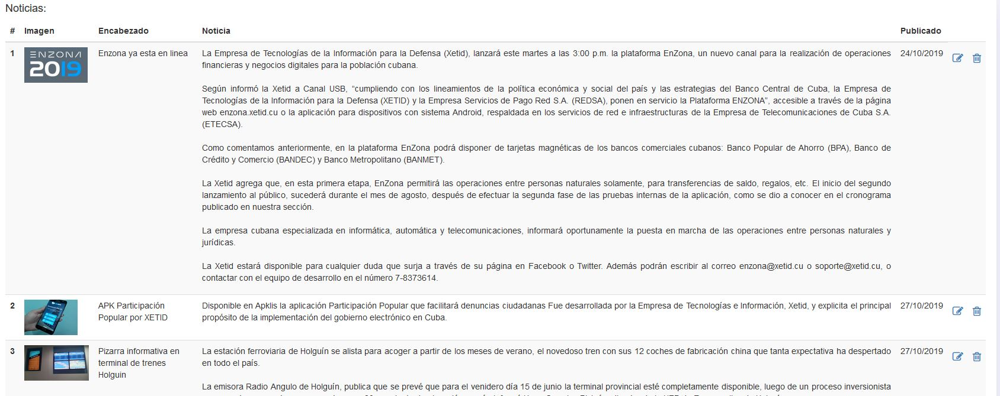 Noticias:
# Imagen Encabezado Noticia Publicado
1
ENZONA
2019
Enzona ya esta en linea
La Empresa de Tecnologías de la Información para la Defensa (Xetid), lanzará este martes a las 3:00 p.m. la plataforma EnZona, un nuevo canal para la realización de operaciones
financieras y negocios digitales para la población cubana.
Según informó la Xetid a Canal USB, “cumpliendo con los lineamientos de la política económica y social del país y las estrategias del Banco Central de Cuba, la Empresa de
Tecnologías de la Información para la Defensa (XETID) y la Empresa Servicios de Pago Red S.A. (REDSA), ponen en servicio la Plataforma ENZONA”, accesible a través de la página
web enzona.xetid.cu o la aplicación para dispositivos con sistema Android, respaldada en los servicios de red e infraestructuras de la Empresa de Telecomunicaciones de Cuba S.A.
(ETECSA).
Como comentamos anteriormente, en la plataforma EnZona podrá disponer de tarjetas magnéticas de los bancos comerciales cubanos: Banco Popular de Ahorro (BPA), Banco de
Crédito y Comercio (BANDEC) y Banco Metropolitano (BANMET).
La Xetid agrega que, en esta primera etapa, EnZona permitirá las operaciones entre personas naturales solamente, para transferencias de saldo, regalos, etc. El inicio del segundo
lanzamiento al público, sucederá durante el mes de agosto, después de efectuar la segunda fase de las pruebas internas de la aplicación, como se dio a conocer en el cronograma
publicado en nuestra sección.
La empresa cubana especializada en informática, automática y telecomunicaciones, informará oportunamente la puesta en marcha de las operaciones entre personas naturales y
jurídicas.
La Xetid estará disponible para cualquier duda que surja a través de su página en Facebook o Twitter. Además podrán escribir al correo enzona@xetid.cu o soporte@xetid.cu, o
contactar con el equipo de desarrollo en el número 7-8373614.
24/10/2019
2
APK Participación
Popular por XETID
Disponible en Apklis la aplicación Participación Popular que facilitará denuncias ciudadanas Fue desarrollada por la Empresa de Tecnologías e Información, Xetid, y explicita el principal
propósito de la implementación del gobierno electrónico en Cuba.
27/10/2019
3
Pizarra informativa en
terminal de trenes
Holguin
La estación ferroviaria de Holguín se alista para acoger a partir de los meses de verano, el novedoso tren con sus 12 coches de fabricación china que tanta expectativa ha despertado
en todo el país.
La emisora Radio Angulo de Holguín, publica que se prevé que para el venidero día 15 de junio la terminal provincial esté completamente disponible, luego de un proceso inversionista
27/10/2019